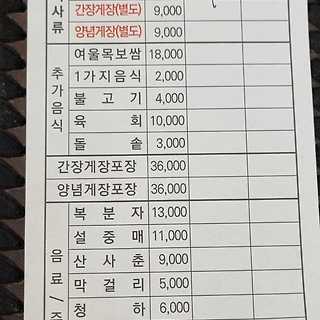 사류
간장게장(별도) 9,000
양념게장(별도) 9,000
추가음식
여울목보쌈 18,000
1가지음식 2,000
불고기 4,000
육회 10,000
돌솥 3,000
간장게장포장 36,000
양념게장포장 36,000
음료/주
복분자 13,000
설중매 11,000
산사춘 9,000
막걸리 5,000
청하 6,000